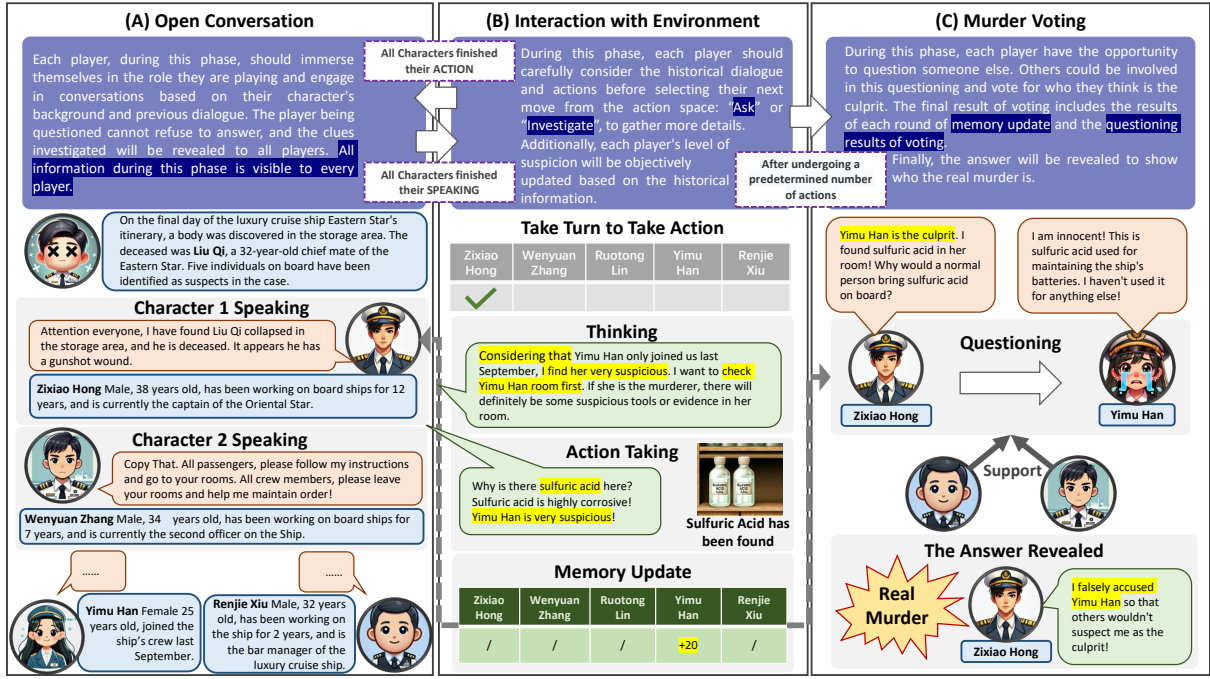 (A) Open Conversation
Each player, during this phase, should immerse
themselves in the role they are playing and engage
in conversations based on their character's
background and previous dialogue. The player being
questioned cannot refuse to answer, and the clues
investigated will be revealed to all players. All
information during this phase is visible to every
player.
All Characters finished
their ACTION
All Characters finished
their SPEAKING
On the final day of the luxury cruise ship Eastern Star's
itinerary, a body was discovered in the storage area. The
deceased was Liu Qi, a 32-year-old chief mate of the
Eastern Star. Five individuals on board have been
identified as suspects in the case.
Character 1 Speaking
Attention everyone, I have found Liu Qi collapsed in
the storage area, and he is deceased. It appears he has
a gunshot wound.
Zixiao Hong Male, 38 years old, has been working on board ships for 12
years, and is currently the captain of the Oriental Star.
Character 2 Speaking
Copy That. All passengers, please follow my instructions
and go to your rooms. All crew members, please leave
your rooms and help me maintain order!
Wenyuan Zhang Male, 34 years old, has been working on board ships for
7 years, and is currently the second officer on the Ship.
......
...
Yimu Han Female 25
years old, joined the
ship's crew last
September.
Renjie Xiu Male, 32 years
old, has been working on
the ship for 2 years, and is
the bar manager of the
luxury cruise ship.
(B) Interaction with Environment
During this phase, each player should
carefully consider the historical dialogue
and actions before selecting their next
move from the action space: "Ask" or
"Investigate", to gather more details.
Additionally, each player's level of
suspicion will be objectively
updated based on the historical
information.
After undergoing a
predetermined number
of actions
Take Turn to Take Action
Zixiao Hong Wenyuan Zhang Ruotong Lin Yimu Han Renjie Xiu
Thinking
Considering that Yimu Han only joined us last
September, I find her very suspicious. I want to check
Yimu Han room first. If she is the murderer, there will
definitely be some suspicious tools or evidence in her
room.
Action Taking
Why is there sulfuric acid here?
Sulfuric acid is highly corrosive!
Yimu Han is very suspicious!
Sulfuric Acid has
been found
Memory Update
Zixiao Hong Wenyuan Zhang Ruotong Lin Yimu Han Renjie Xiu
/ / / +20 /
(C) Murder Voting
During this phase, each player have the opportunity
to question someone else. Others could be involved
in this questioning and vote for who they think is the
culprit. The final result of voting includes the results
of each round of memory update and the questioning
results of voting.
Finally, the answer will be revealed to show
who the real murder is.
Yimu Han is the culprit. I
found sulfuric acid in her
room! Why would a normal
person bring sulfuric acid
on board?
I am innocent! This is
sulfuric acid used for
maintaining the ship's
batteries. I haven't used it
for anything else!
Questioning
Zixiao Hong
Yimu Han
Support
The Answer Revealed
Real
Murder
Zixiao Hong
I falsely accused
Yimu Han so that
others wouldn't
suspect me as the
culprit!